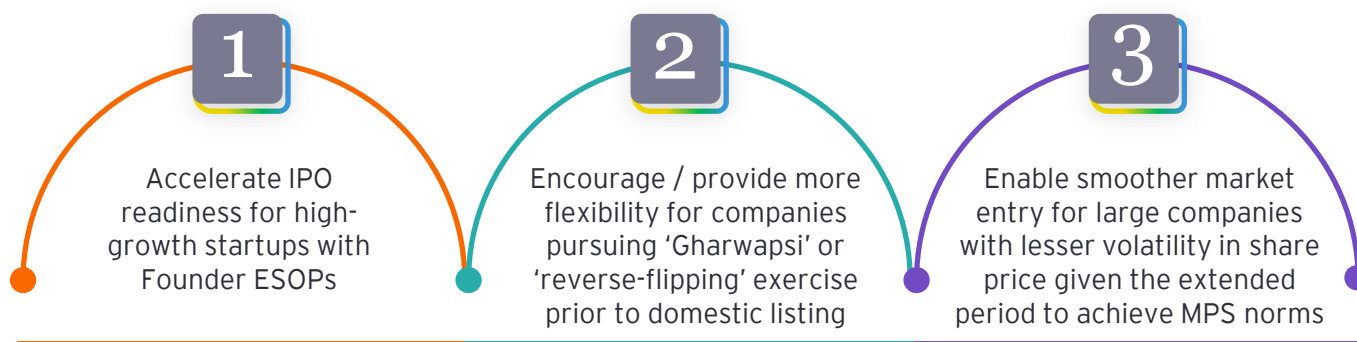 1
Accelerate IPO
readiness for high-
growth startups with
Founder ESOPs
2
Encourage / provide more
flexibility for companies
pursuing ‘Gharwapsi’ or
‘reverse-flipping’ exercise
prior to domestic listing
3
Enable smoother market
entry for large companies
with lesser volatility in share
price given the extended
period to achieve MPS norms